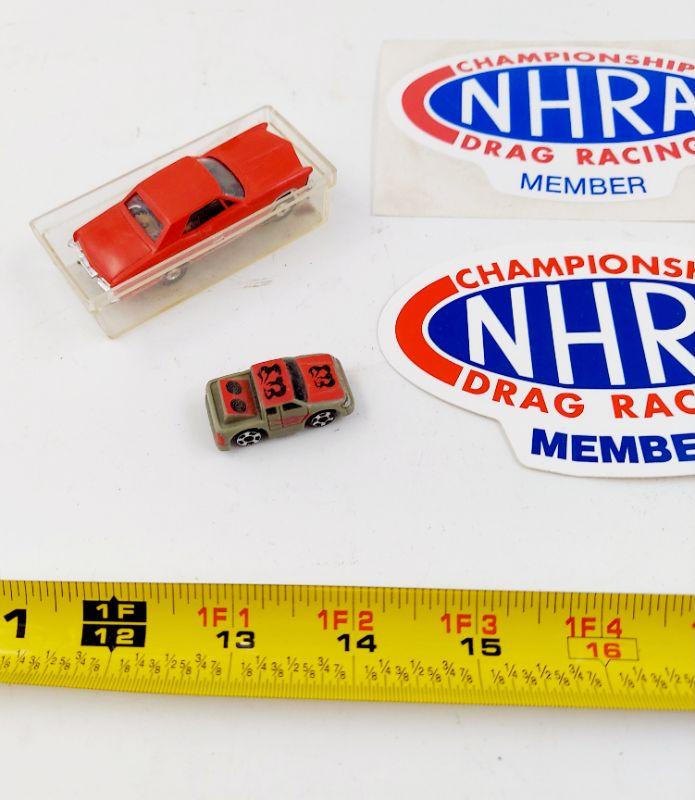 CHAMPIONSHIP
NHRA
DRAG RACING
MEMBER
CHAMPIONSH
NHR
DRAG RAC
MEMBE
1 1F 1F 1 1F 2 1F 3 1F 4
12 13 14 15 16